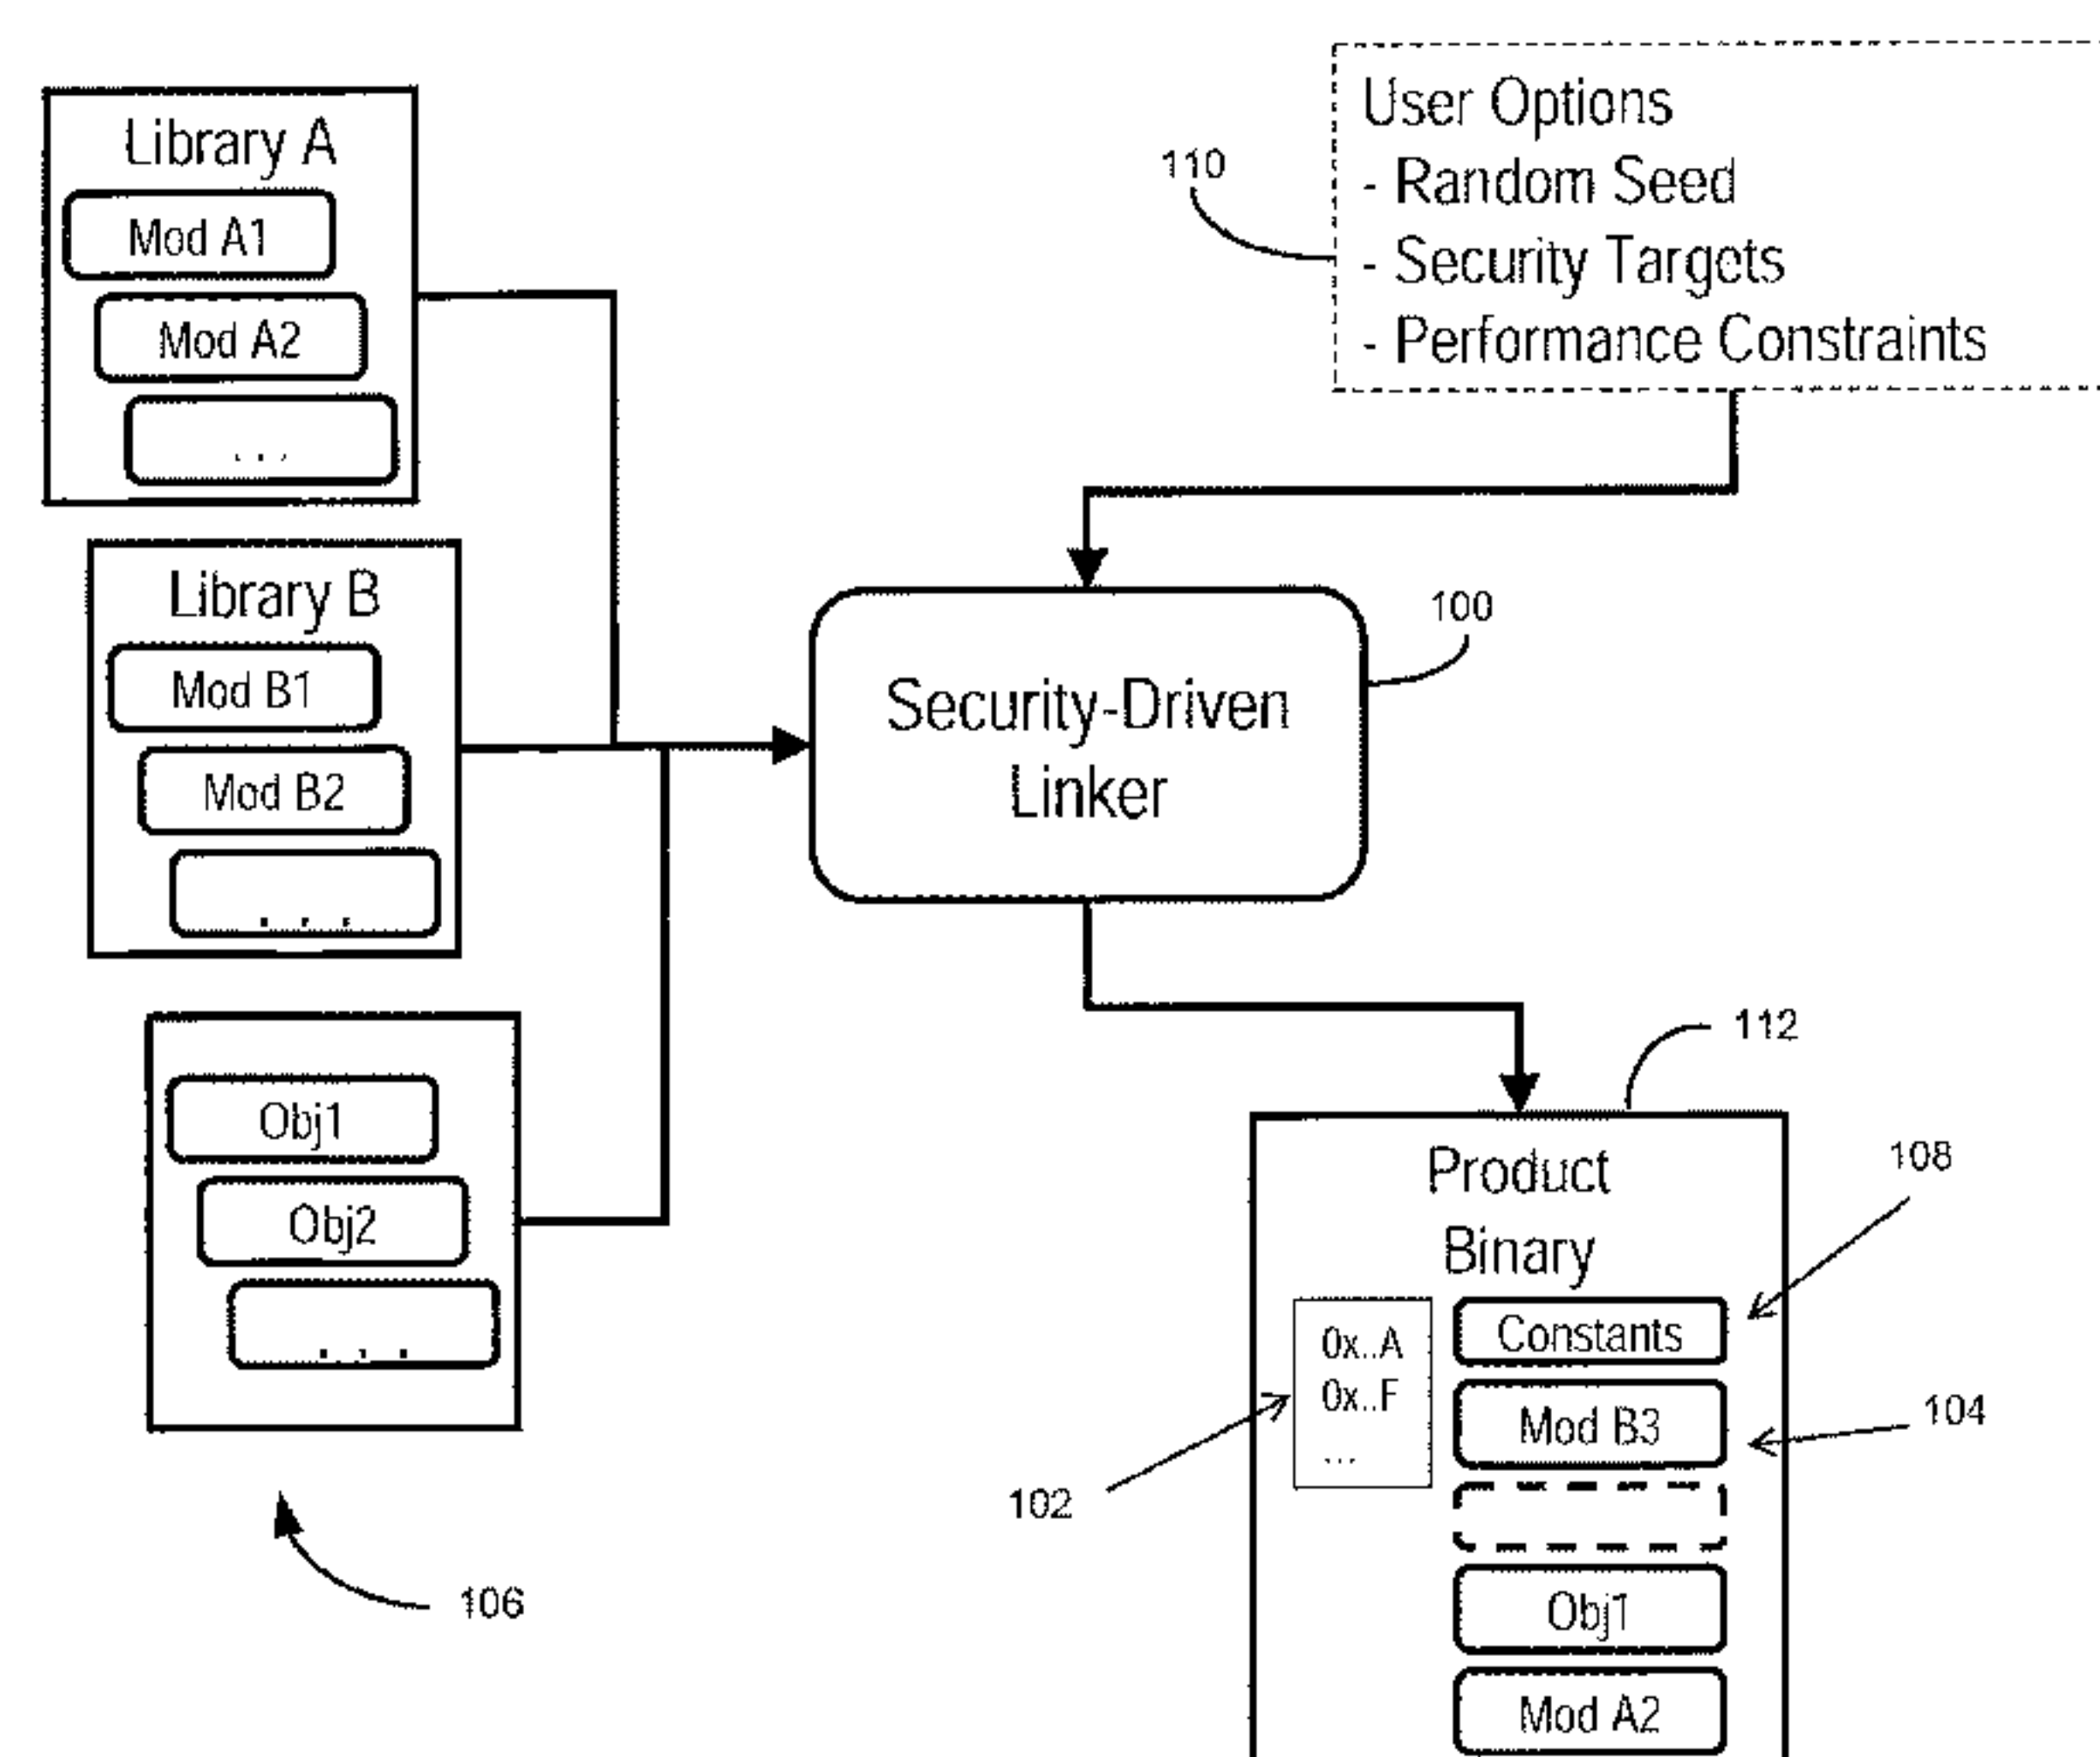 Library A
Mod A1
Mod A2
...
Library B
Mod B1
Mod B2
...
Obj1
Obj2
...
106
110
User Options
- Random Seed
- Security Targets
- Performance Constraints
100
Security-Driven
Linker
112
Product
Binary
108
0x..A
0x..F
...
102
Constants
Mod B3
104
Obj1
Mod A2